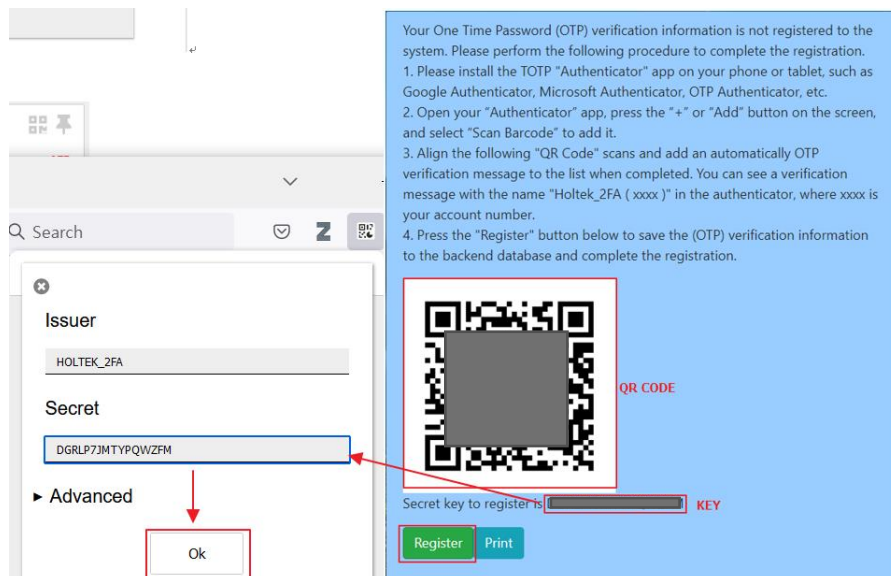 Search
Issuer
HOLTEK_2FA
Secret
DGRLP7JMTYPQWZFM
Advanced
Ok
Your One Time Password (OTP) verification information is not registered to the
system. Please perform the following procedure to complete the registration.
1. Please install the TOTP "Authenticator" app on your phone or tablet, such as
Google Authenticator, Microsoft Authenticator, OTP Authenticator, etc.
2. Open your "Authenticator" app, press the "+" or "Add" button on the screen,
and select "Scan Barcode" to add it.
3. Align the following "QR Code" scans and add an automatically OTP
verification message to the list when completed. You can see a verification
message with the name "Holtek_2FA ( xxxx )" in the authenticator, where xxxx is
your account number.
4. Press the "Register" button below to save the (OTP) verification information
to the backend database and complete the registration.
QR CODE
Secret key to register is
KEY
Register
Print